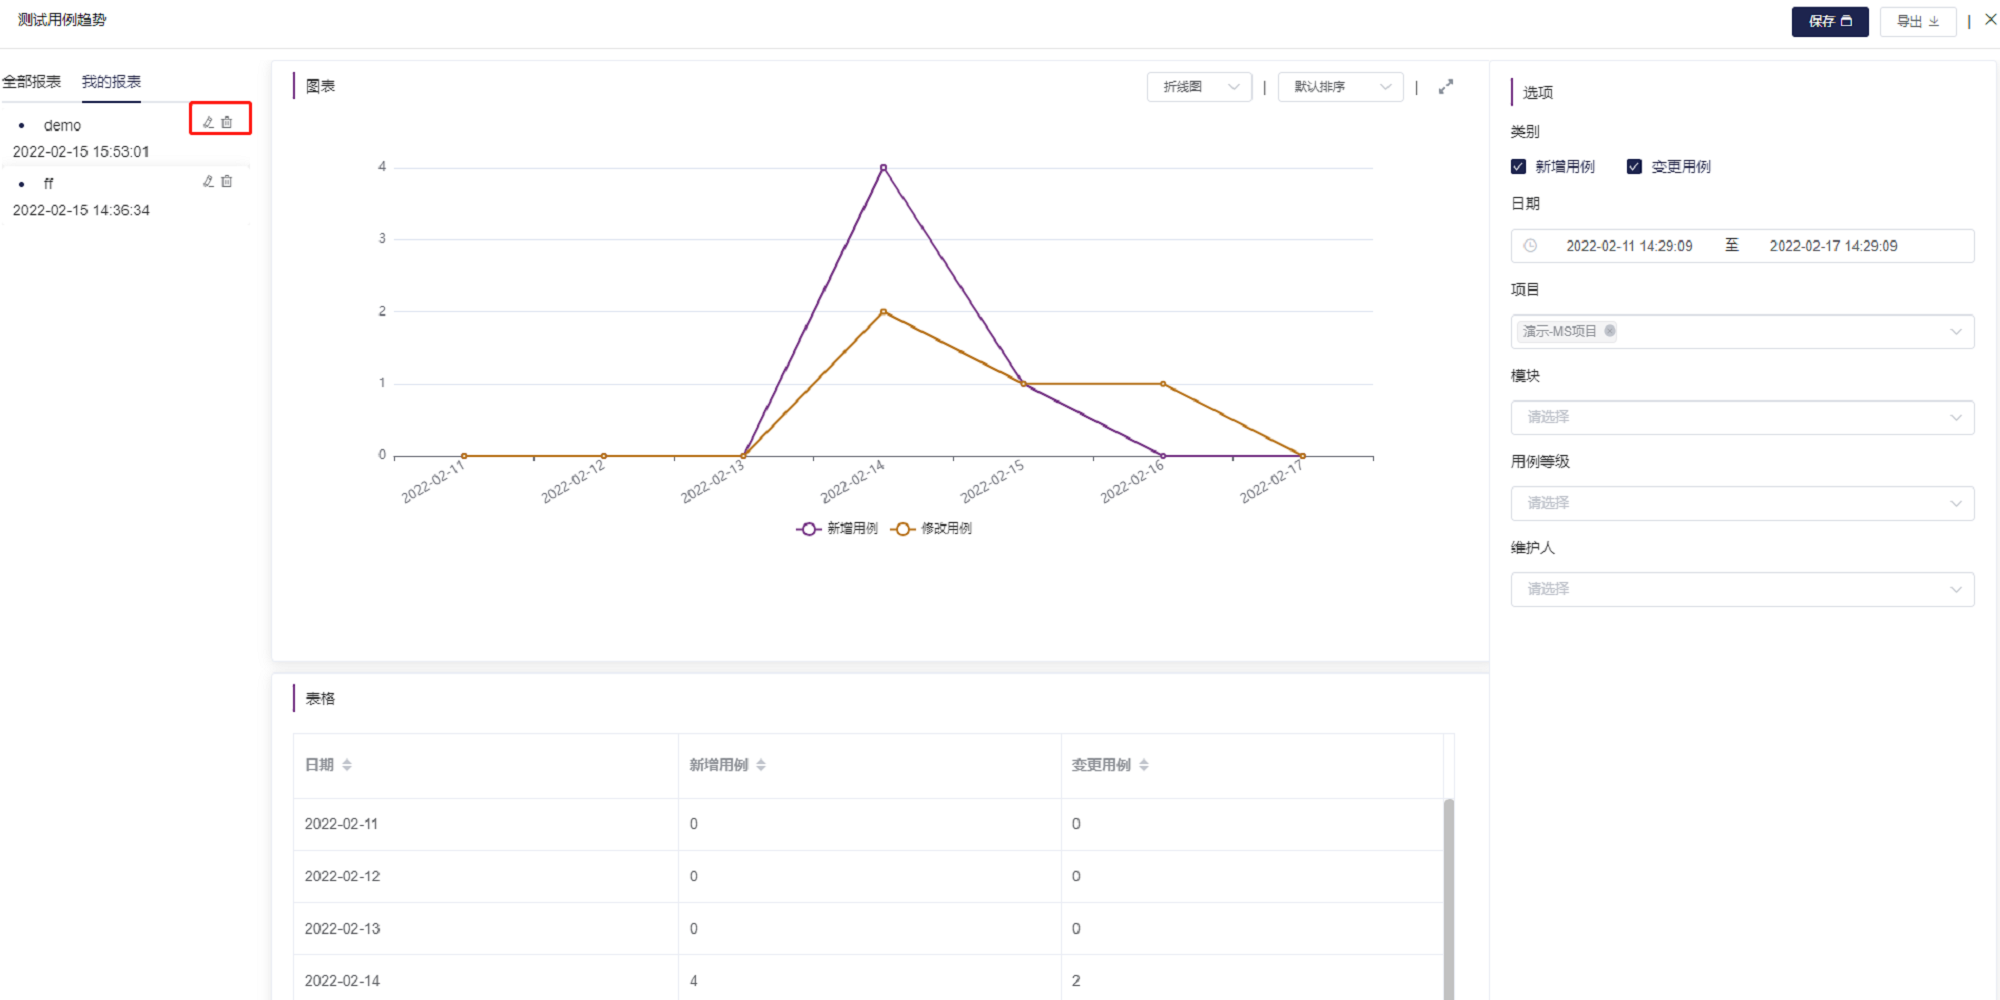 测试用例趋势
保存
导出
全部报表 我的报表
demo
2022-02-15 15:53:01
ff
2022-02-15 14:36:34
图表
折线图 | 默认排序 |
4
3
2
1
0
2022-02-11 2022-02-12 2022-02-13 2022-02-14 2022-02-15 2022-02-16 2022-02-17
新增用例 修改用例
表格
日期 新增用例 变更用例
2022-02-11 0 0
2022-02-12 0 0
2022-02-13 0 0
2022-02-14 4 2
选项
类别
新增用例 变更用例
日期
2022-02-11 14:29:09 至 2022-02-17 14:29:09
项目
演示-MS项目
模块
请选择
用例等级
请选择
维护人
请选择